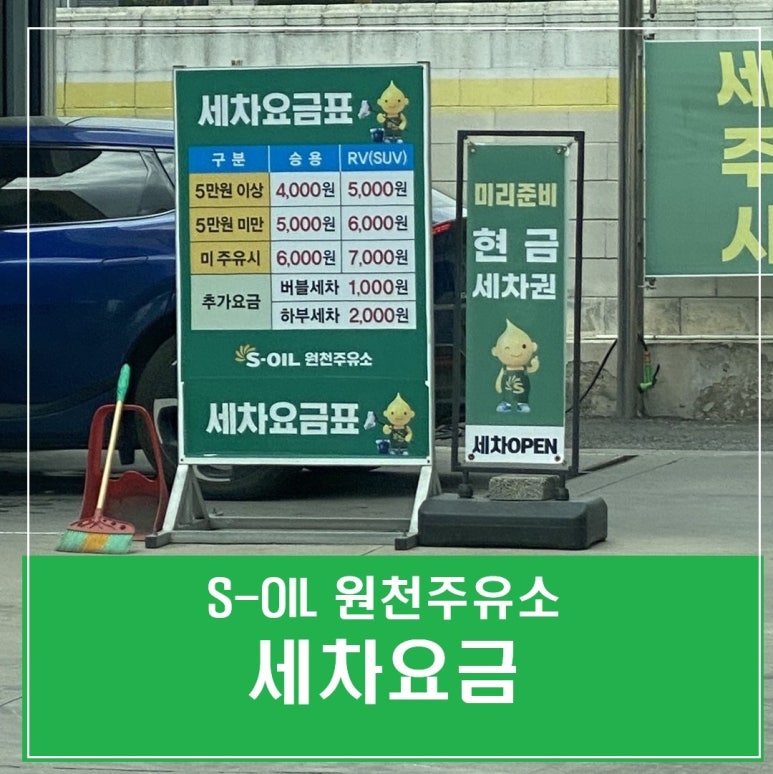 세차요금표
구분 승용 RV(SUV)
5만원 이상 4,000원 5,000원
5만원 미만 5,000원 6,000원
미 주유시 6,000원 7,000원
추가요금 버블세차 1,000원
하부세차 2,000원
S-OIL 원천주유소
세차요금표
미리준비
현금
세차권
S
세차OPEN
세
주
시
S-OIL 원천주유소
세차요금